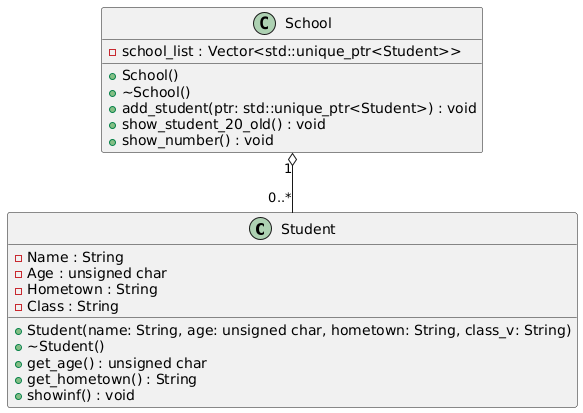 C School
school_list : Vector<std::unique_ptr<Student>>
School()
~School()
add_student(ptr: std::unique_ptr<Student>) : void
show_student_20_old() : void
show_number() : void
1
0..*
C Student
Name : String
Age : unsigned char
Hometown : String
Class : String
Student(name: String, age: unsigned char, hometown: String, class_v: String)
~Student()
get_age() : unsigned char
get_hometown() : String
showinf() : void